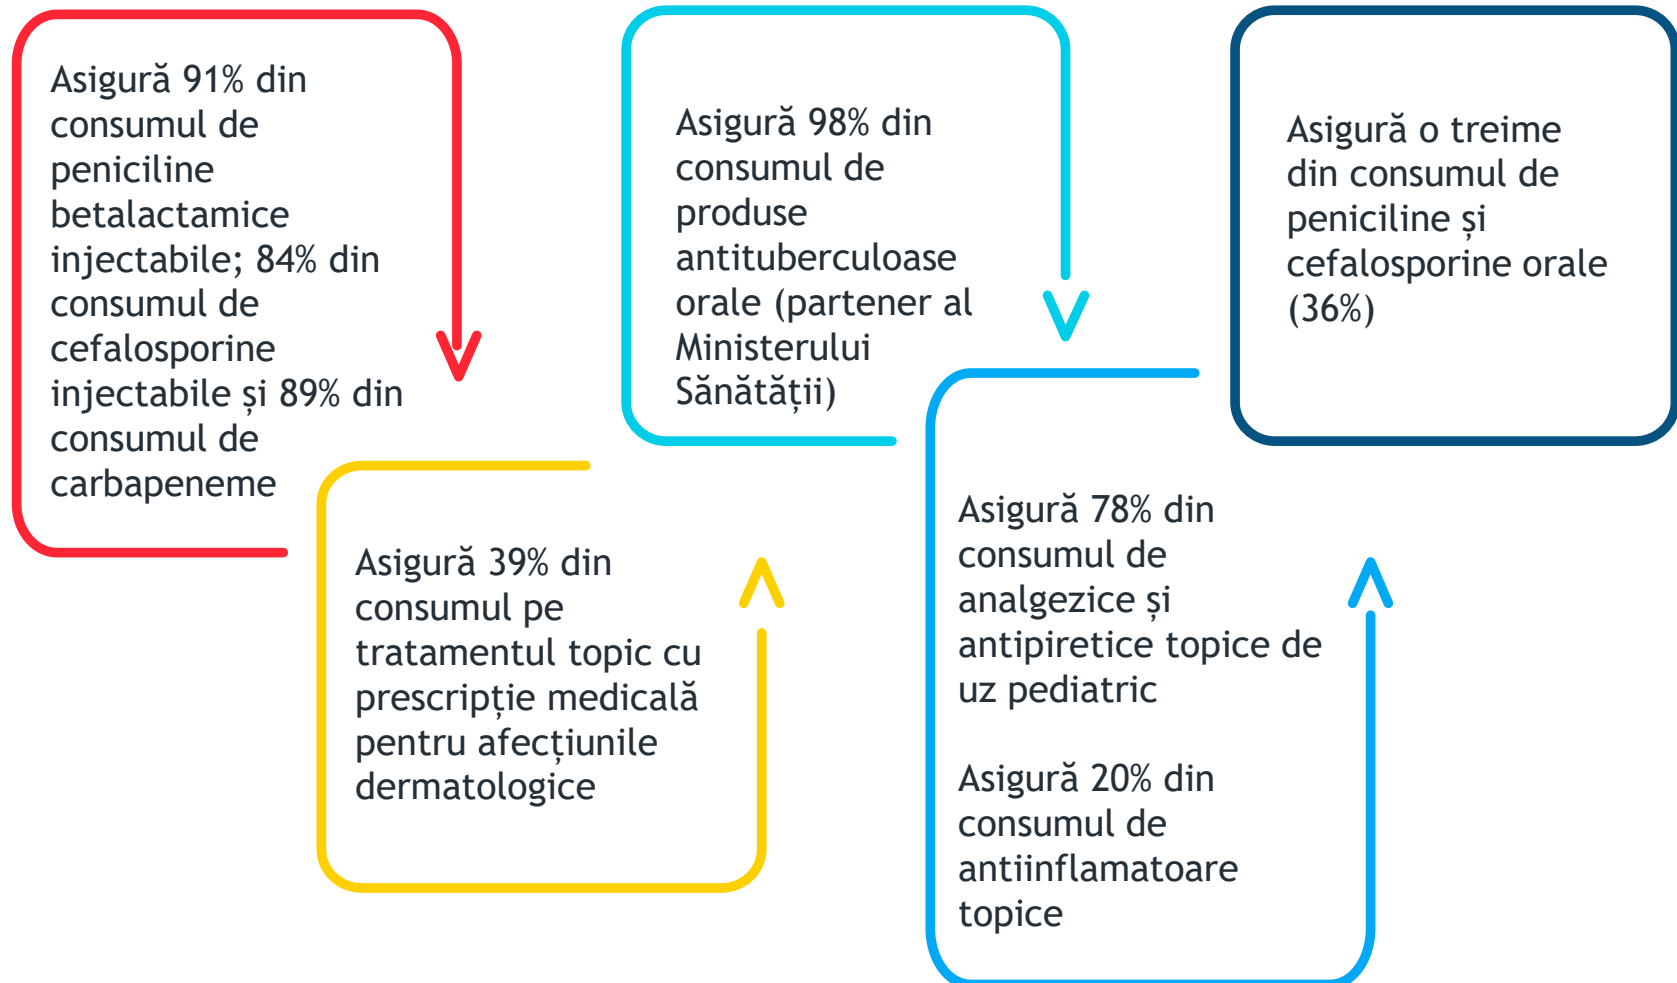 Asigură 91% din
consumul de
peniciline
betalactamice
injectabile; 84% din
consumul de
cefalosporine
injectabile și 89% din
consumul de
carbapeneme
Asigură 39% din
consumul pe
tratamentul topic cu
prescripție medicală
pentru afecțiunile
dermatologice
Asigură 98% din
consumul de
produse
antituberculoase
orale (partener al
Ministerului
Sănătății)
Asigură 78% din
consumul de
analgezice și
antipiretice topice de
uz pediatric
Asigură 20% din
consumul de
antiinflamatoare
topice
Asigură o treime
din consumul de
peniciline și
cefalosporine orale
(36%)